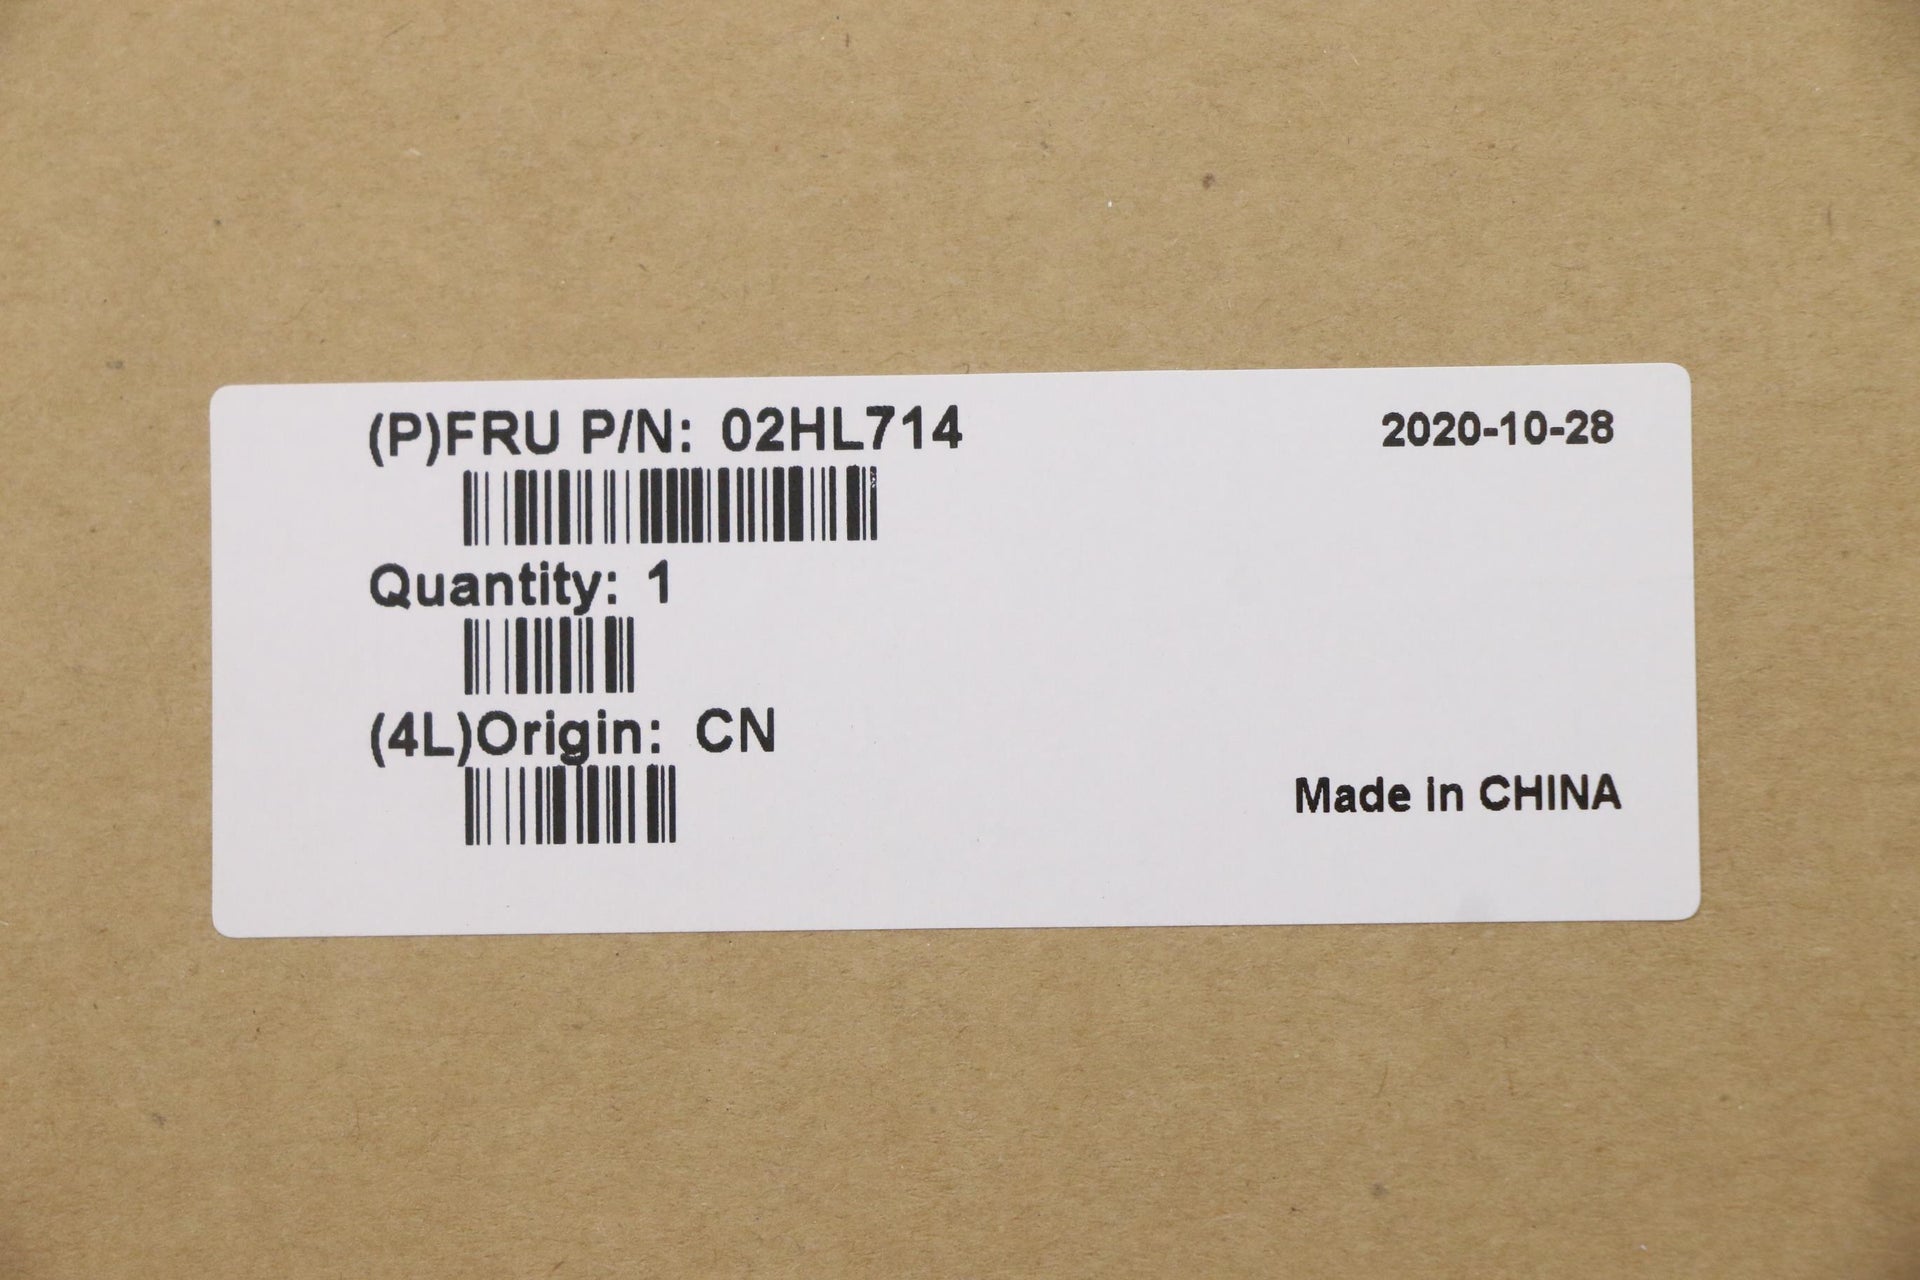 (P)FRU P/N: 02HL714
2020-10-28
Quantity: 1
(4L)Origin: CN
Made in CHINA